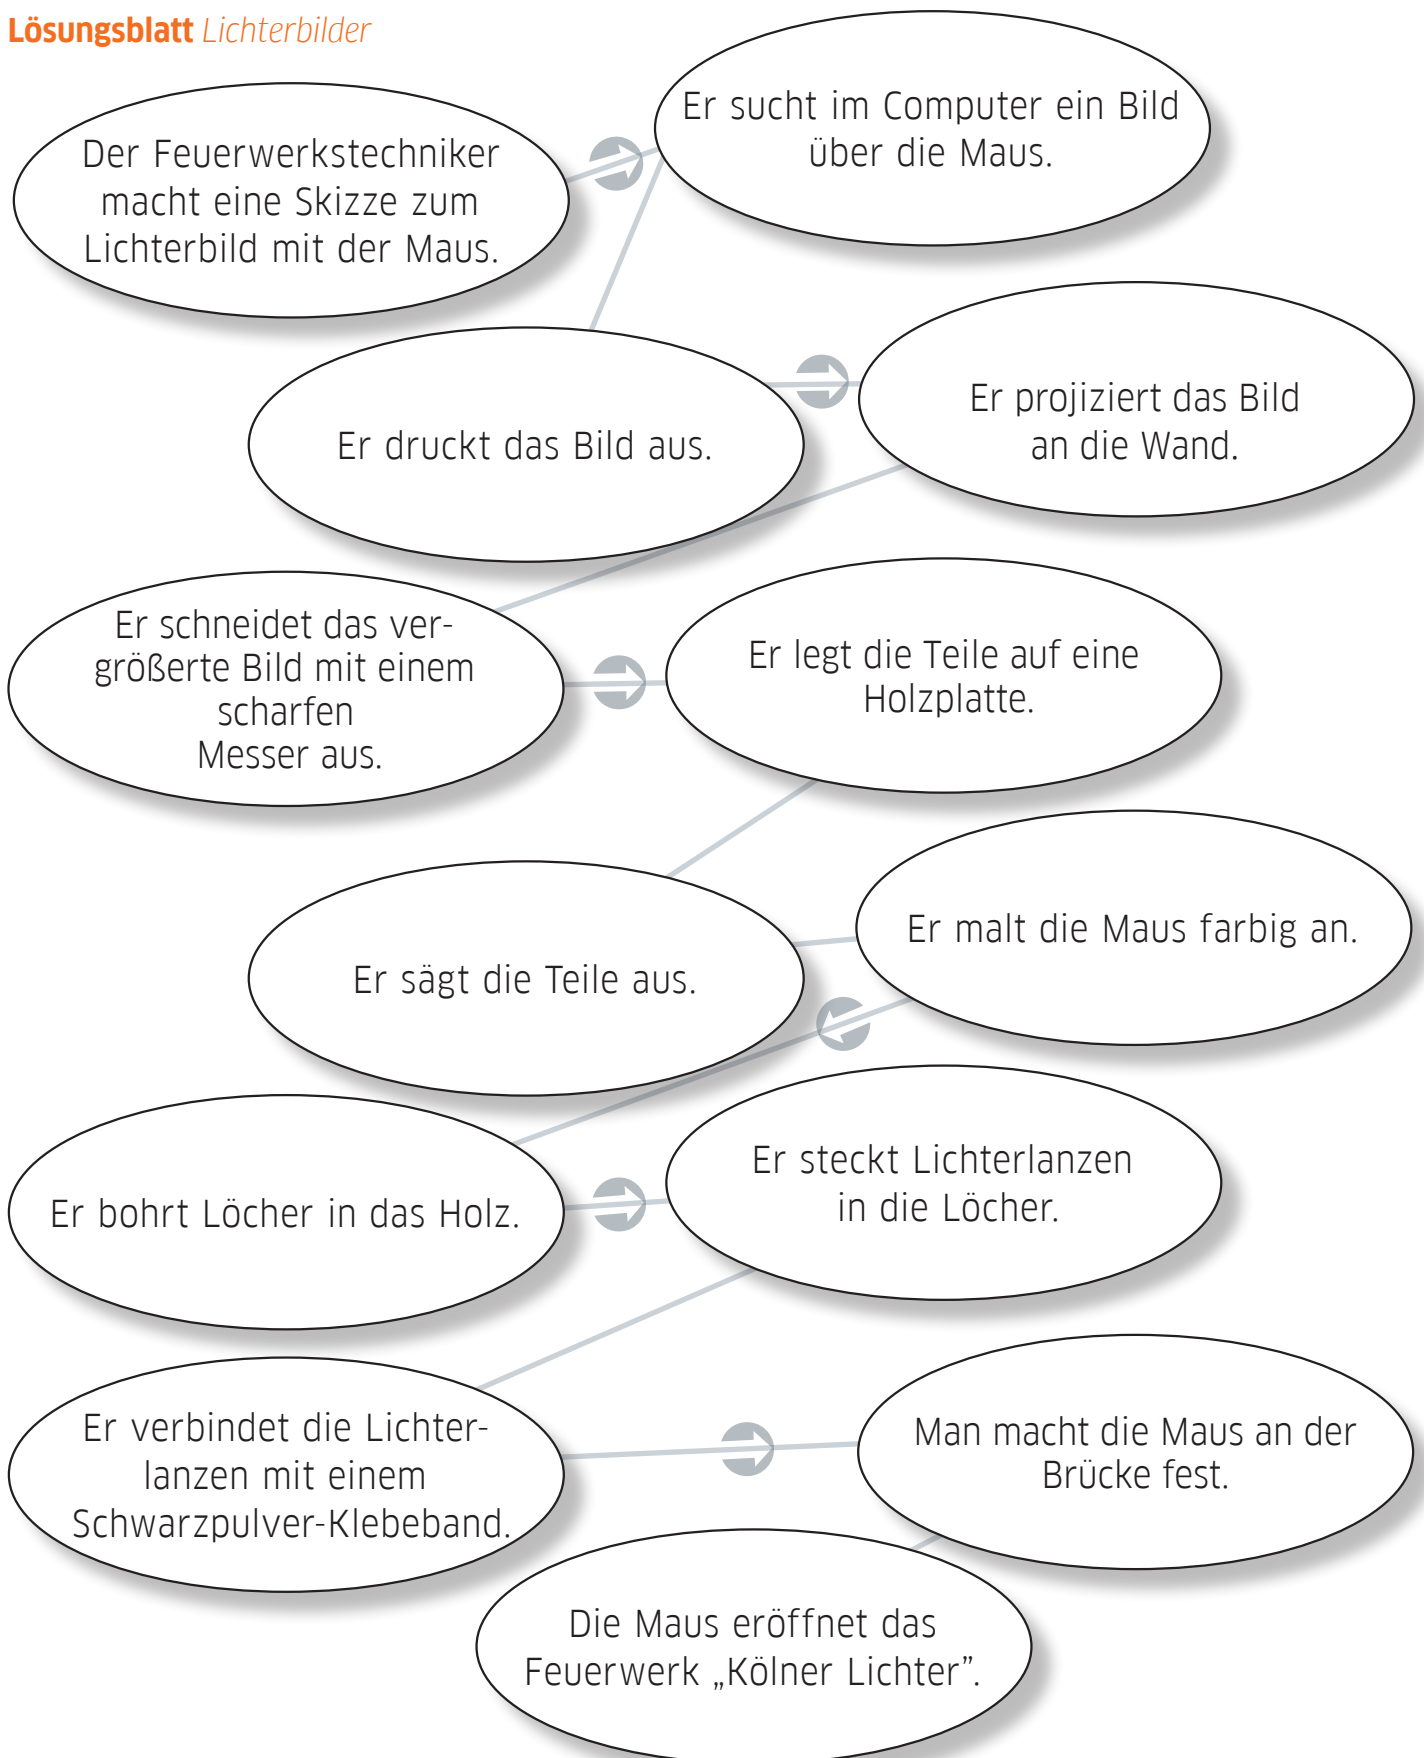 Lösungsblatt Lichterbilder
Der Feuerwerkstechniker
macht eine Skizze zum
Lichterbild mit der Maus.
Er sucht im Computer ein Bild
über die Maus.
Er druckt das Bild aus.
Er projiziert das Bild
an die Wand.
Er schneidet das ver-
größerte Bild mit einem
scharfen
Messer aus.
Er legt die Teile auf eine
Holzplatte.
Er sägt die Teile aus.
Er malt die Maus farbig an.
Er bohrt Löcher in das Holz.
Er steckt Lichterlanzen
in die Löcher.
Er verbindet die Lichter-
lanzen mit einem
Schwarzpulver-Klebeband.
Man macht die Maus an der
Brücke fest.
Die Maus eröffnet das
Feuerwerk „Kölner Lichter”.